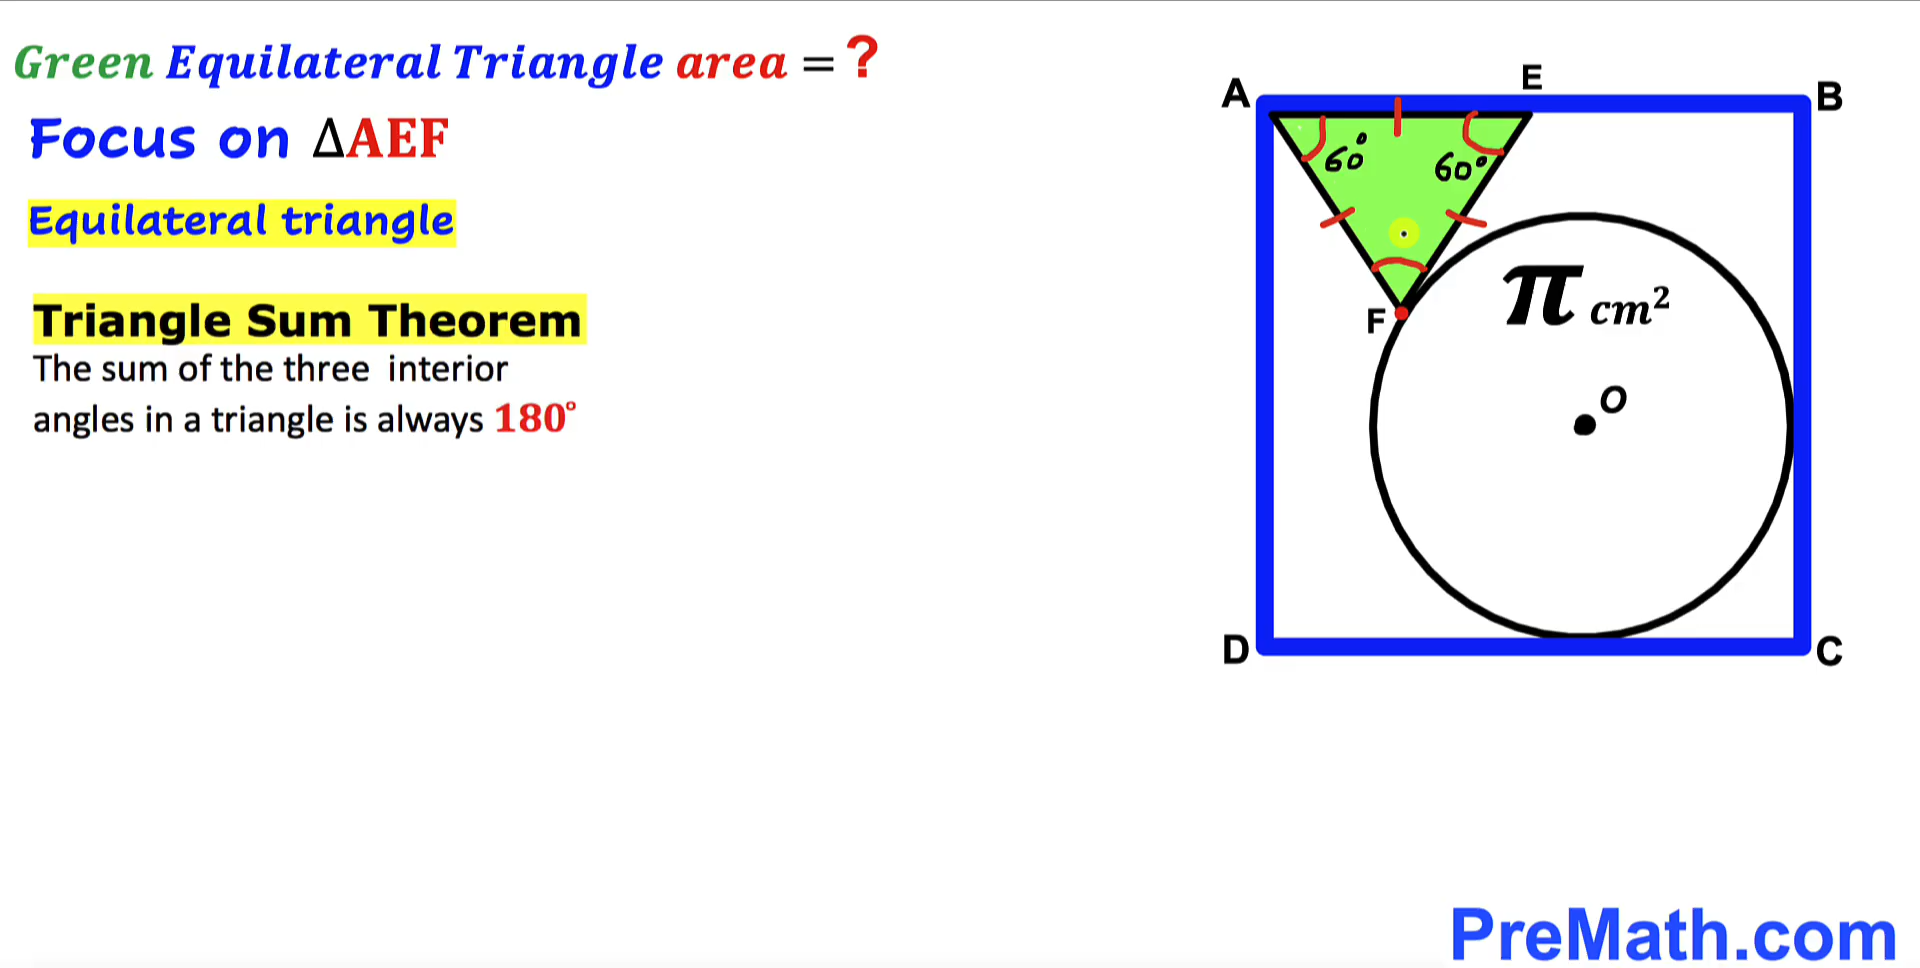 Green Equilateral Triangle area = ?
Focus on ΔAEF
Equilateral triangle
Triangle Sum Theorem
The sum of the three interior
angles in a triangle is always 180°
A
E
B
60°
60°
F
π cm²
O
D
C
PreMath.com